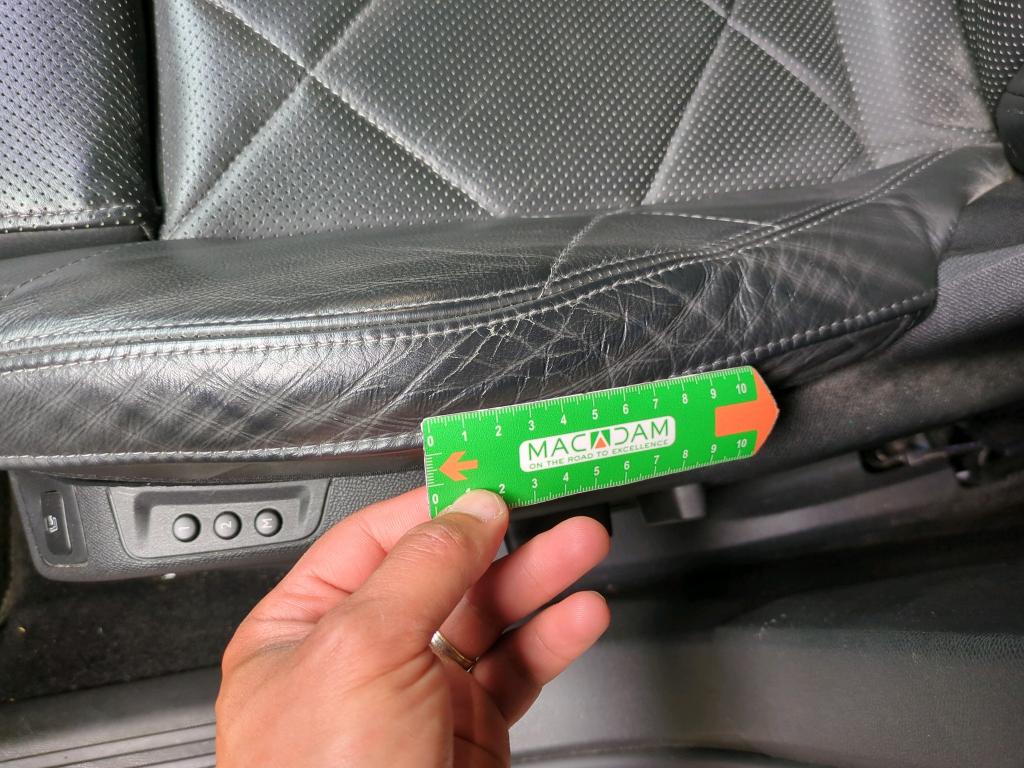 0 1 2 3 4 5 6 7 8 9 10
MACADAM
ON THE ROAD TO EXCELLENCE
0 1 2 3 4 5 6 7 8 9 10
1 2 M